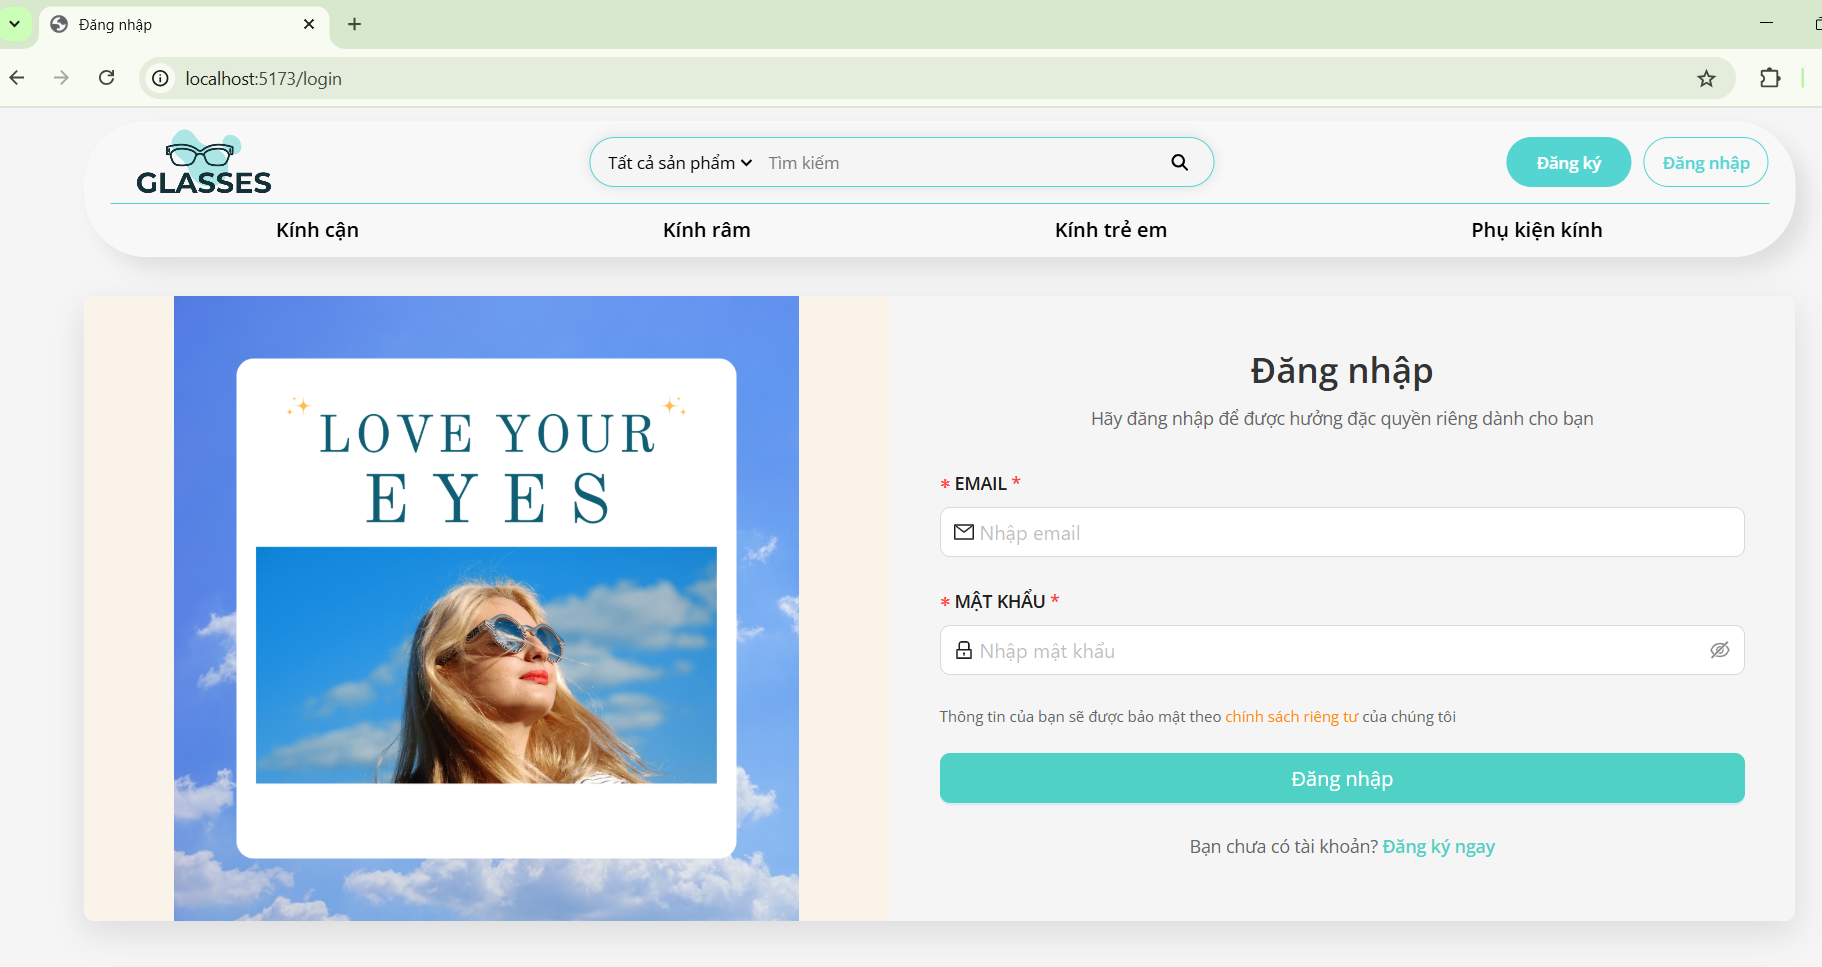 Đăng nhập
localhost:5173/login
GLASSES
Tất cả sản phẩm Tìm kiếm
Đăng ký Đăng nhập
Kính cận Kính râm Kính trẻ em Phụ kiện kính
LOVE YOUR
EYES
Đăng nhập
Hãy đăng nhập để được hưởng đặc quyền riêng dành cho bạn
* EMAIL *
Nhập email
* MẬT KHẨU *
Nhập mật khẩu
Thông tin của bạn sẽ được bảo mật theo chính sách riêng tư của chúng tôi
Đăng nhập
Bạn chưa có tài khoản? Đăng ký ngay